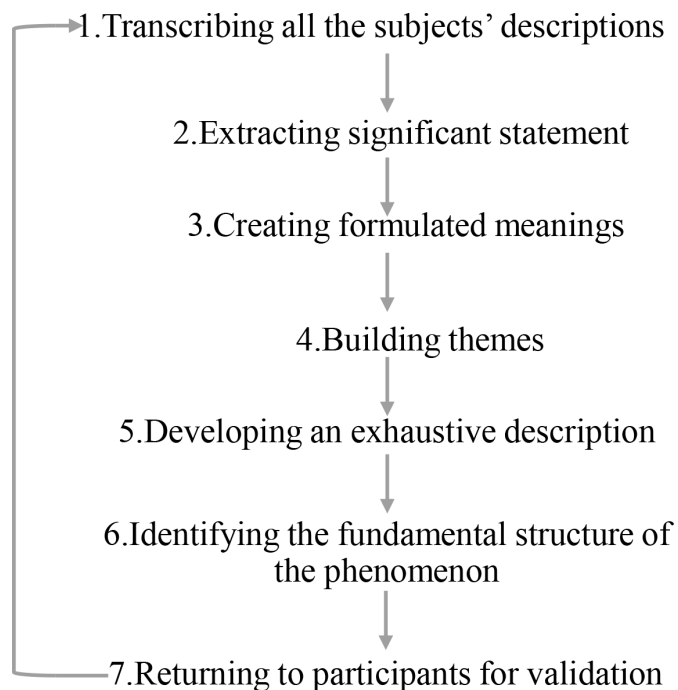 1.Transcribing all the subjects’ descriptions
2.Extracting significant statement
3.Creating formulated meanings
4.Building themes
5.Developing an exhaustive description
6.Identifying the fundamental structure of
the phenomenon
7.Returning to participants for validation